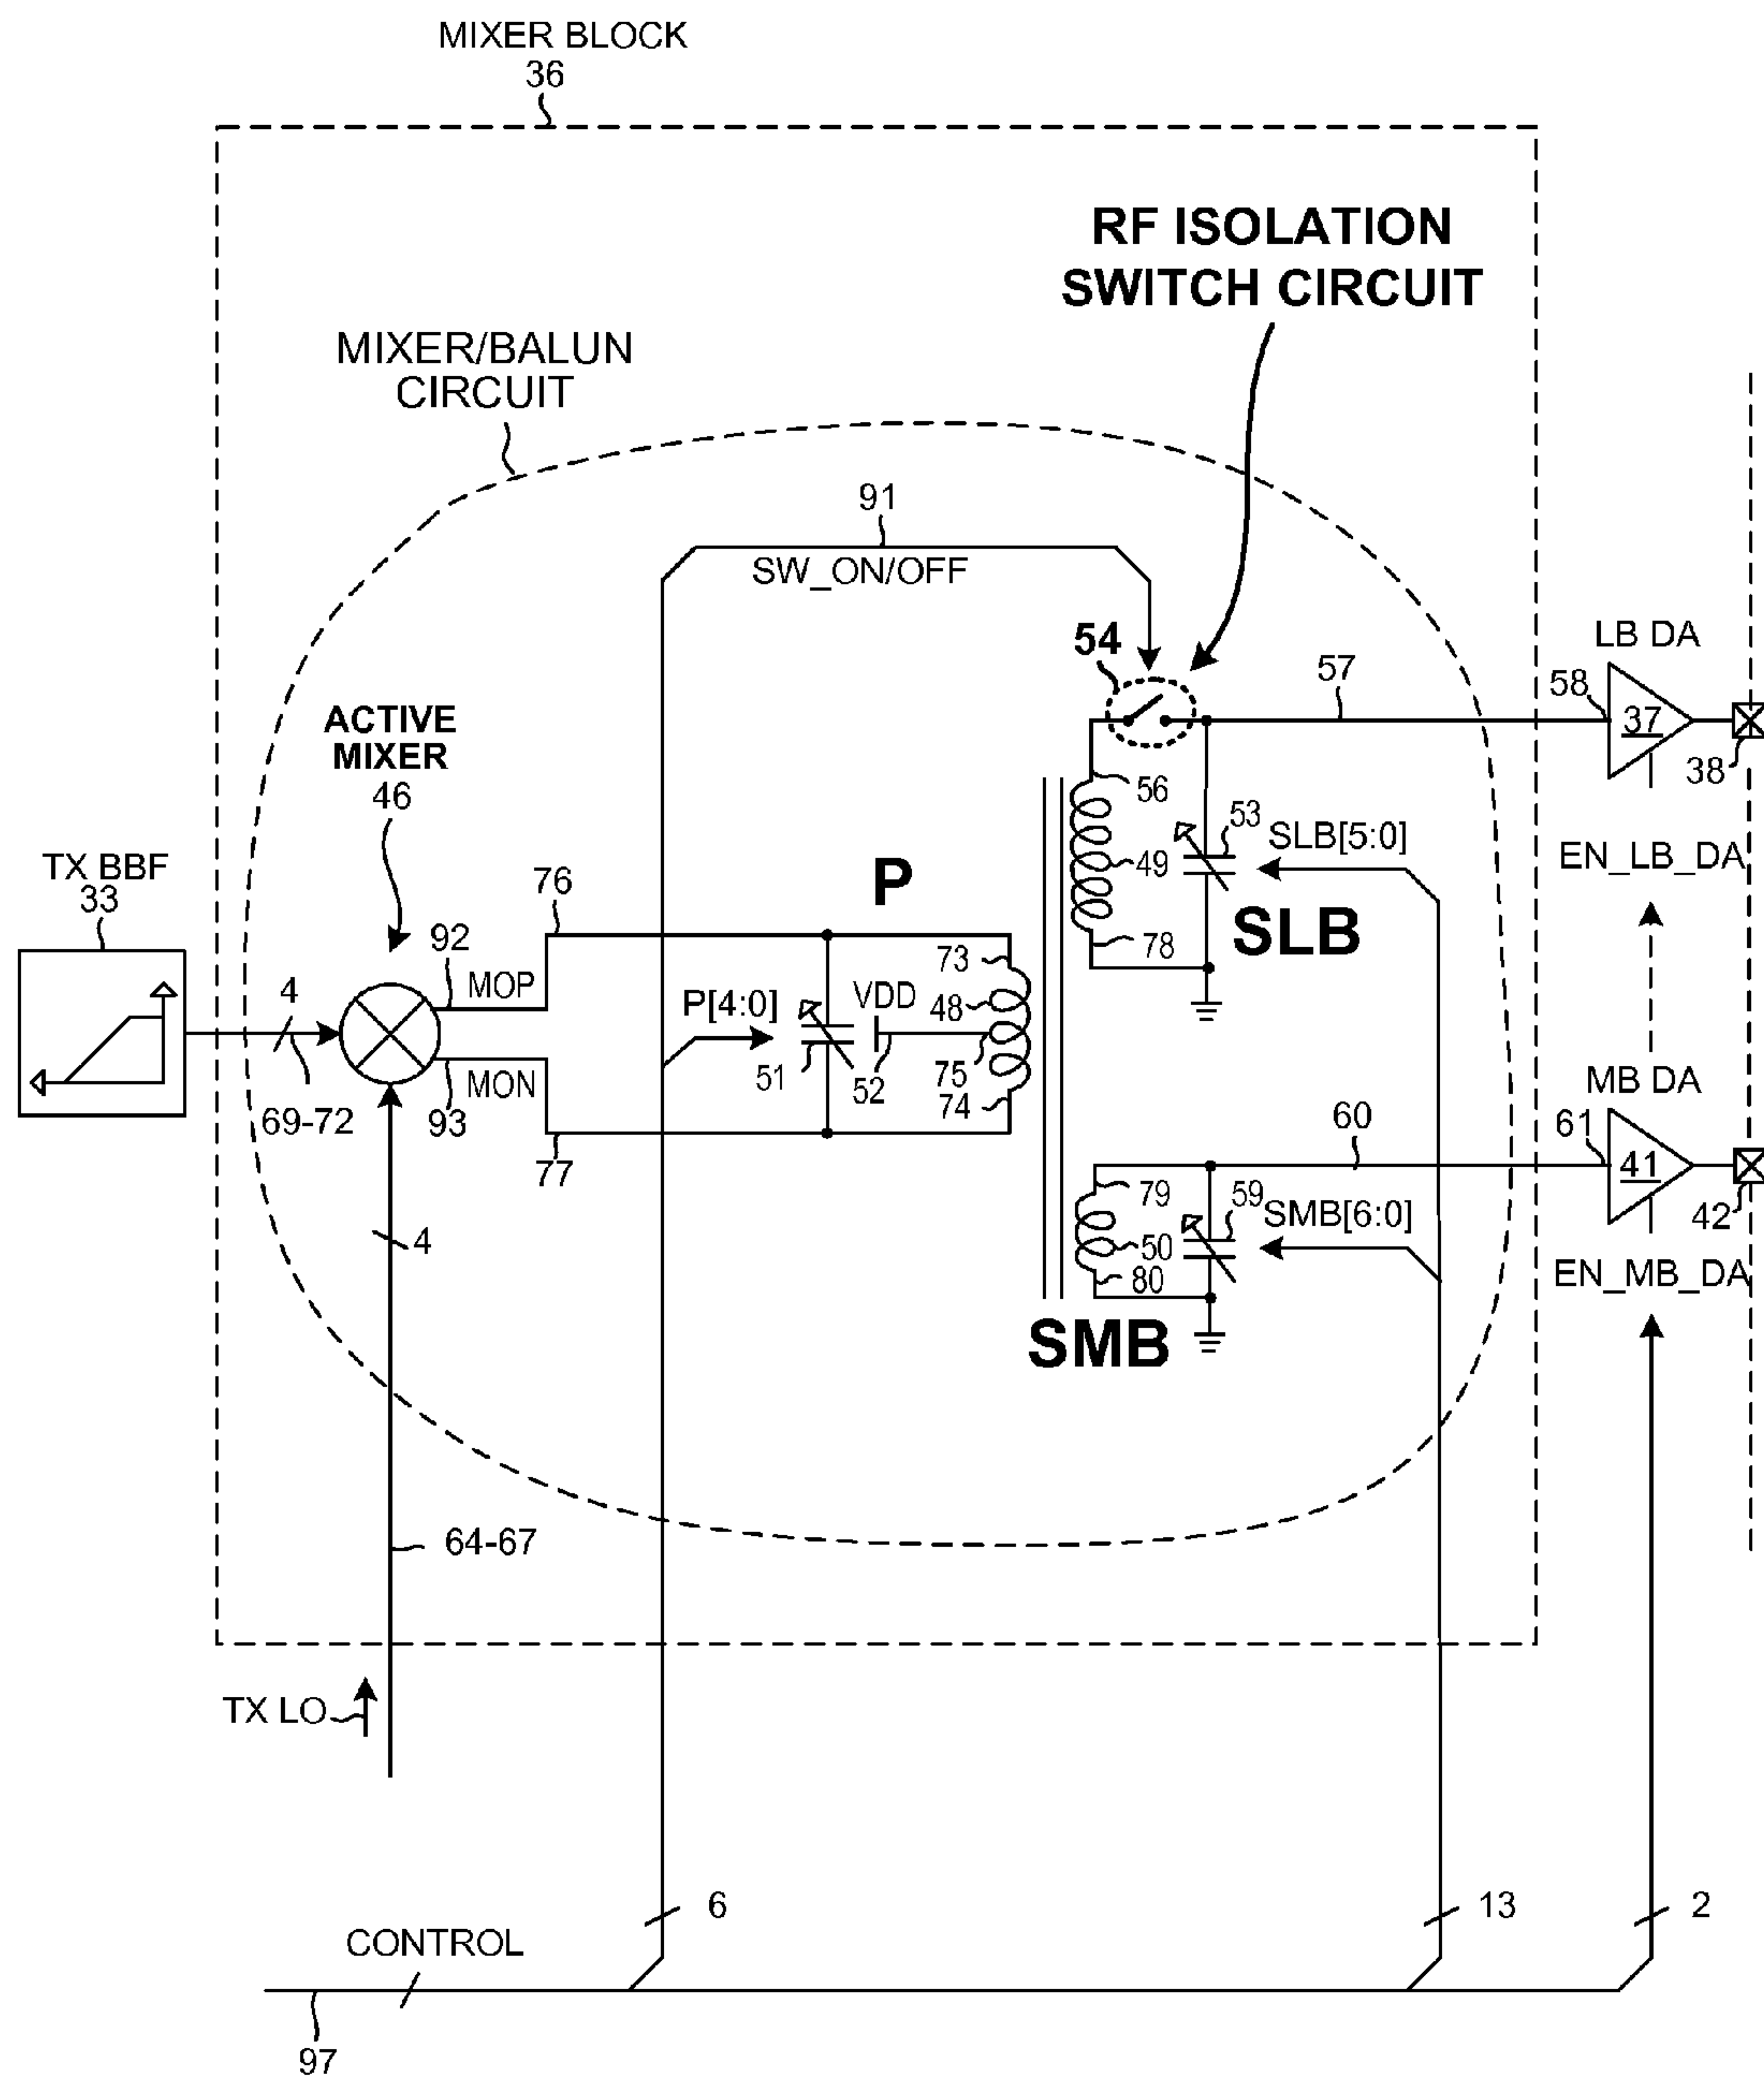 MIXER BLOCK
36
RF ISOLATION
SWITCH CIRCUIT
MIXER/BALUN
CIRCUIT
91
SW_ON/OFF
54
57
LB DA
58
37
38
ACTIVE
MIXER
46
56
53
SLB[5:0]
49
EN_LB_DA
TX BBF
33
76
P
SLB
78
92
MOP
73
4
P[4:0]
VDD
48
51
52
75
74
MON
93
69-72
77
MB DA
60
61
41
42
79
59
SMB[6:0]
50
80
EN_MB_DA
4
SMB
64-67
TX LO
6
13
2
CONTROL
97